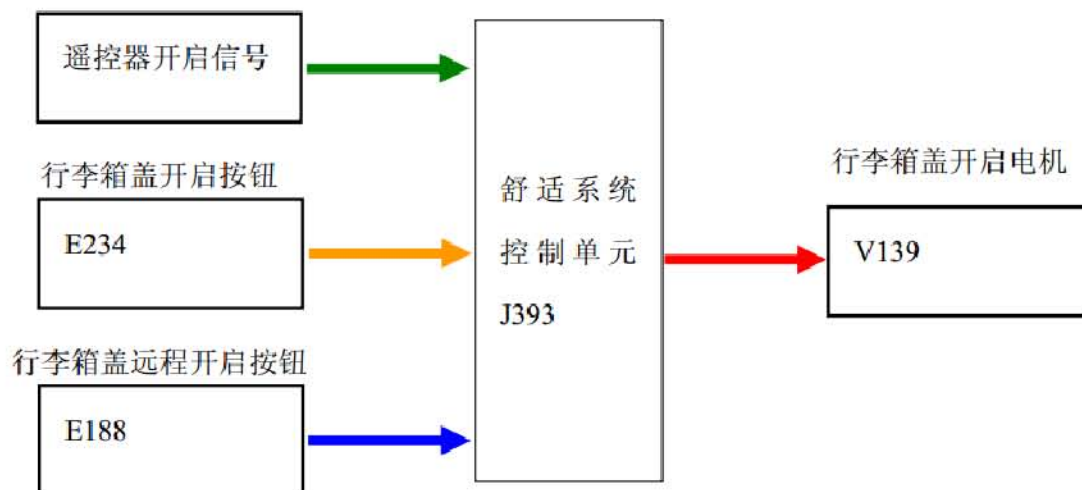 遥控器开启信号
行李箱盖开启按钮
E234
行李箱盖远程开启按钮
E188
舒适系统
控制单元
J393
行李箱盖开启电机
V139